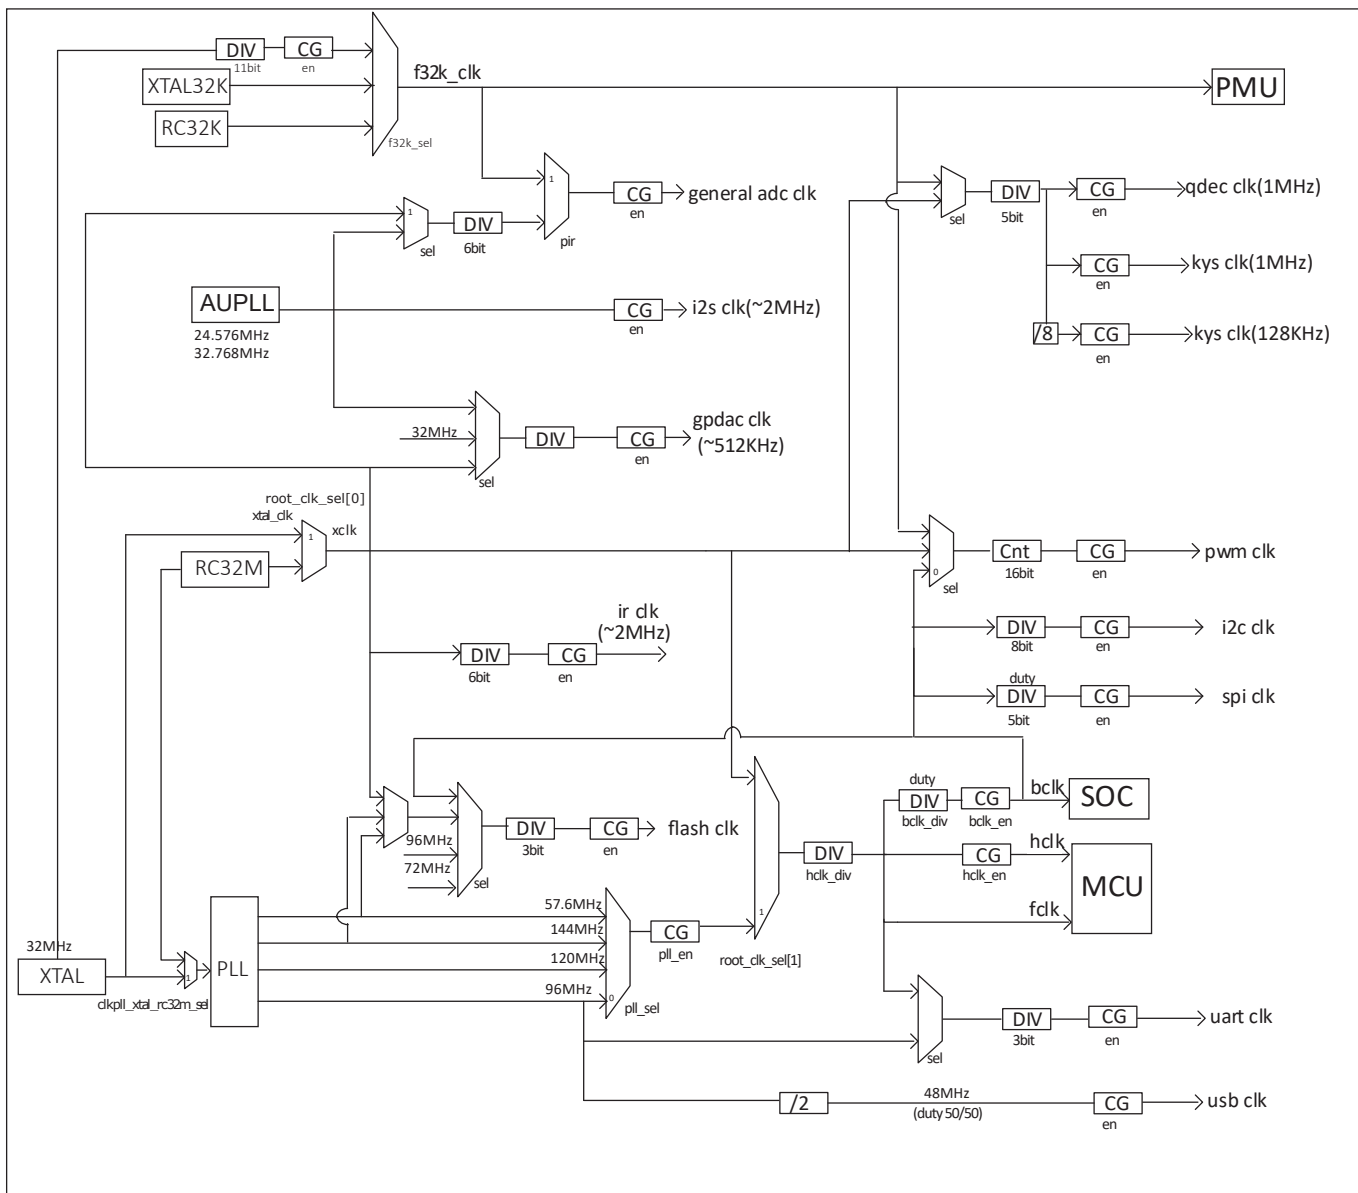 DIV
11bit
CG
en
XTAL32K
RC32K
f32k_sel
f32k_clk
PMU
1
pir
CG
en
general adc clk
1
sel
DIV
6bit
sel
DIV
5bit
CG
en
qdec clk(1MHz)
CG
en
kys clk(1MHz)
/8
CG
en
kys clk(128KHz)
AUPLL
24.576MHz
32.768MHz
CG
en
i2s clk(~2MHz)
32MHz
sel
DIV
CG
en
gpdac clk
(~512KHz)
root_clk_sel[0]
xtal_clk
1
xclk
RC32M
0
sel
Cnt
16bit
CG
en
pwm clk
ir clk
(~2MHz)
DIV
6bit
CG
en
DIV
8bit
CG
en
i2c clk
duty
DIV
5bit
CG
en
spi clk
96MHz
72MHz
sel
DIV
3bit
CG
en
flash clk
duty
DIV
bclk_div
CG
bclk_en
bclk
SOC
DIV
hclk_div
CG
hclk_en
hclk
fclk
MCU
1
root_clk_sel[1]
57.6MHz
144MHz
120MHz
96MHz
0
pll_sel
CG
pll_en
32MHz
XTAL
1
clkpll_xtal_rc32m_sel
PLL
sel
DIV
3bit
CG
en
uart clk
/2
48MHz
(duty 50/50)
CG
en
usb clk